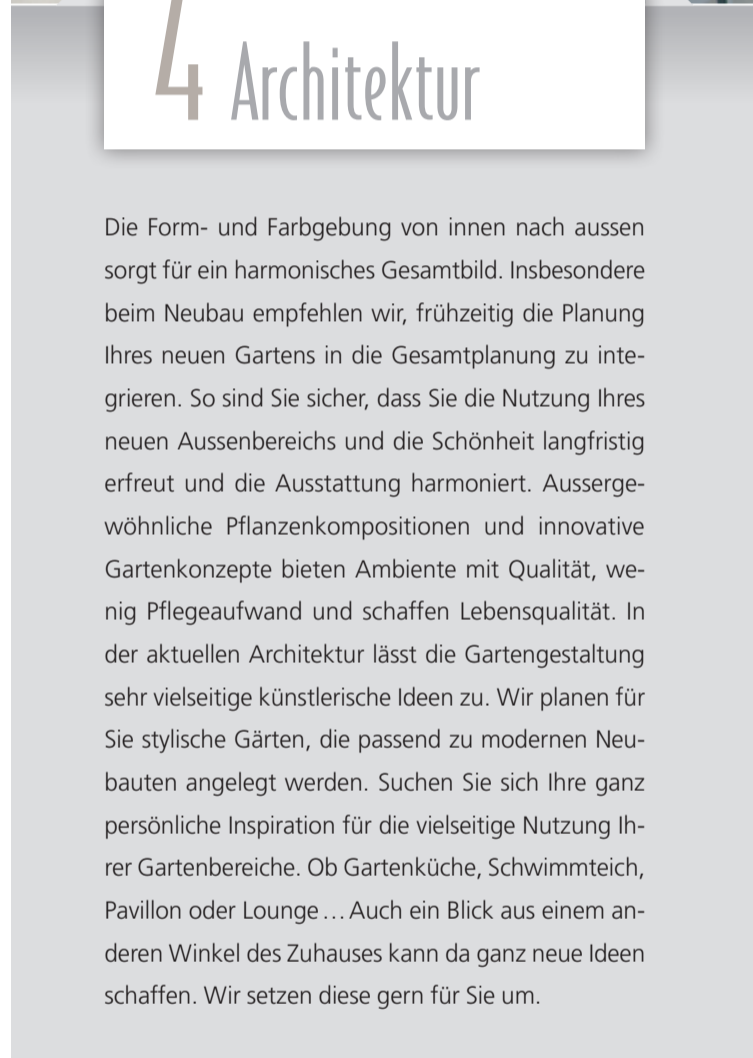 4 Architektur
Die Form- und Farbgebung von innen nach aussen
sorgt für ein harmonisches Gesamtbild. Insbesondere
beim Neubau empfehlen wir, frühzeitig die Planung
Ihres neuen Gartens in die Gesamtplanung zu inte-
grieren. So sind Sie sicher, dass Sie die Nutzung Ihres
neuen Aussenbereichs und die Schönheit langfristig
erfreut und die Ausstattung harmoniert. Ausserge-
wöhnliche Pflanzenkompositionen und innovative
Gartenkonzepte bieten Ambiente mit Qualität, we-
nig Pflegeaufwand und schaffen Lebensqualität. In
der aktuellen Architektur lässt die Gartengestaltung
sehr vielseitige künstlerische Ideen zu. Wir planen für
Sie stylische Gärten, die passend zu modernen Neu-
bauten angelegt werden. Suchen Sie sich Ihre ganz
persönliche Inspiration für die vielseitige Nutzung Ih-
rer Gartenbereiche. Ob Gartenküche, Schwimmteich,
Pavillon oder Lounge … Auch ein Blick aus einem an-
deren Winkel des Zuhauses kann da ganz neue Ideen
schaffen. Wir setzen diese gern für Sie um.